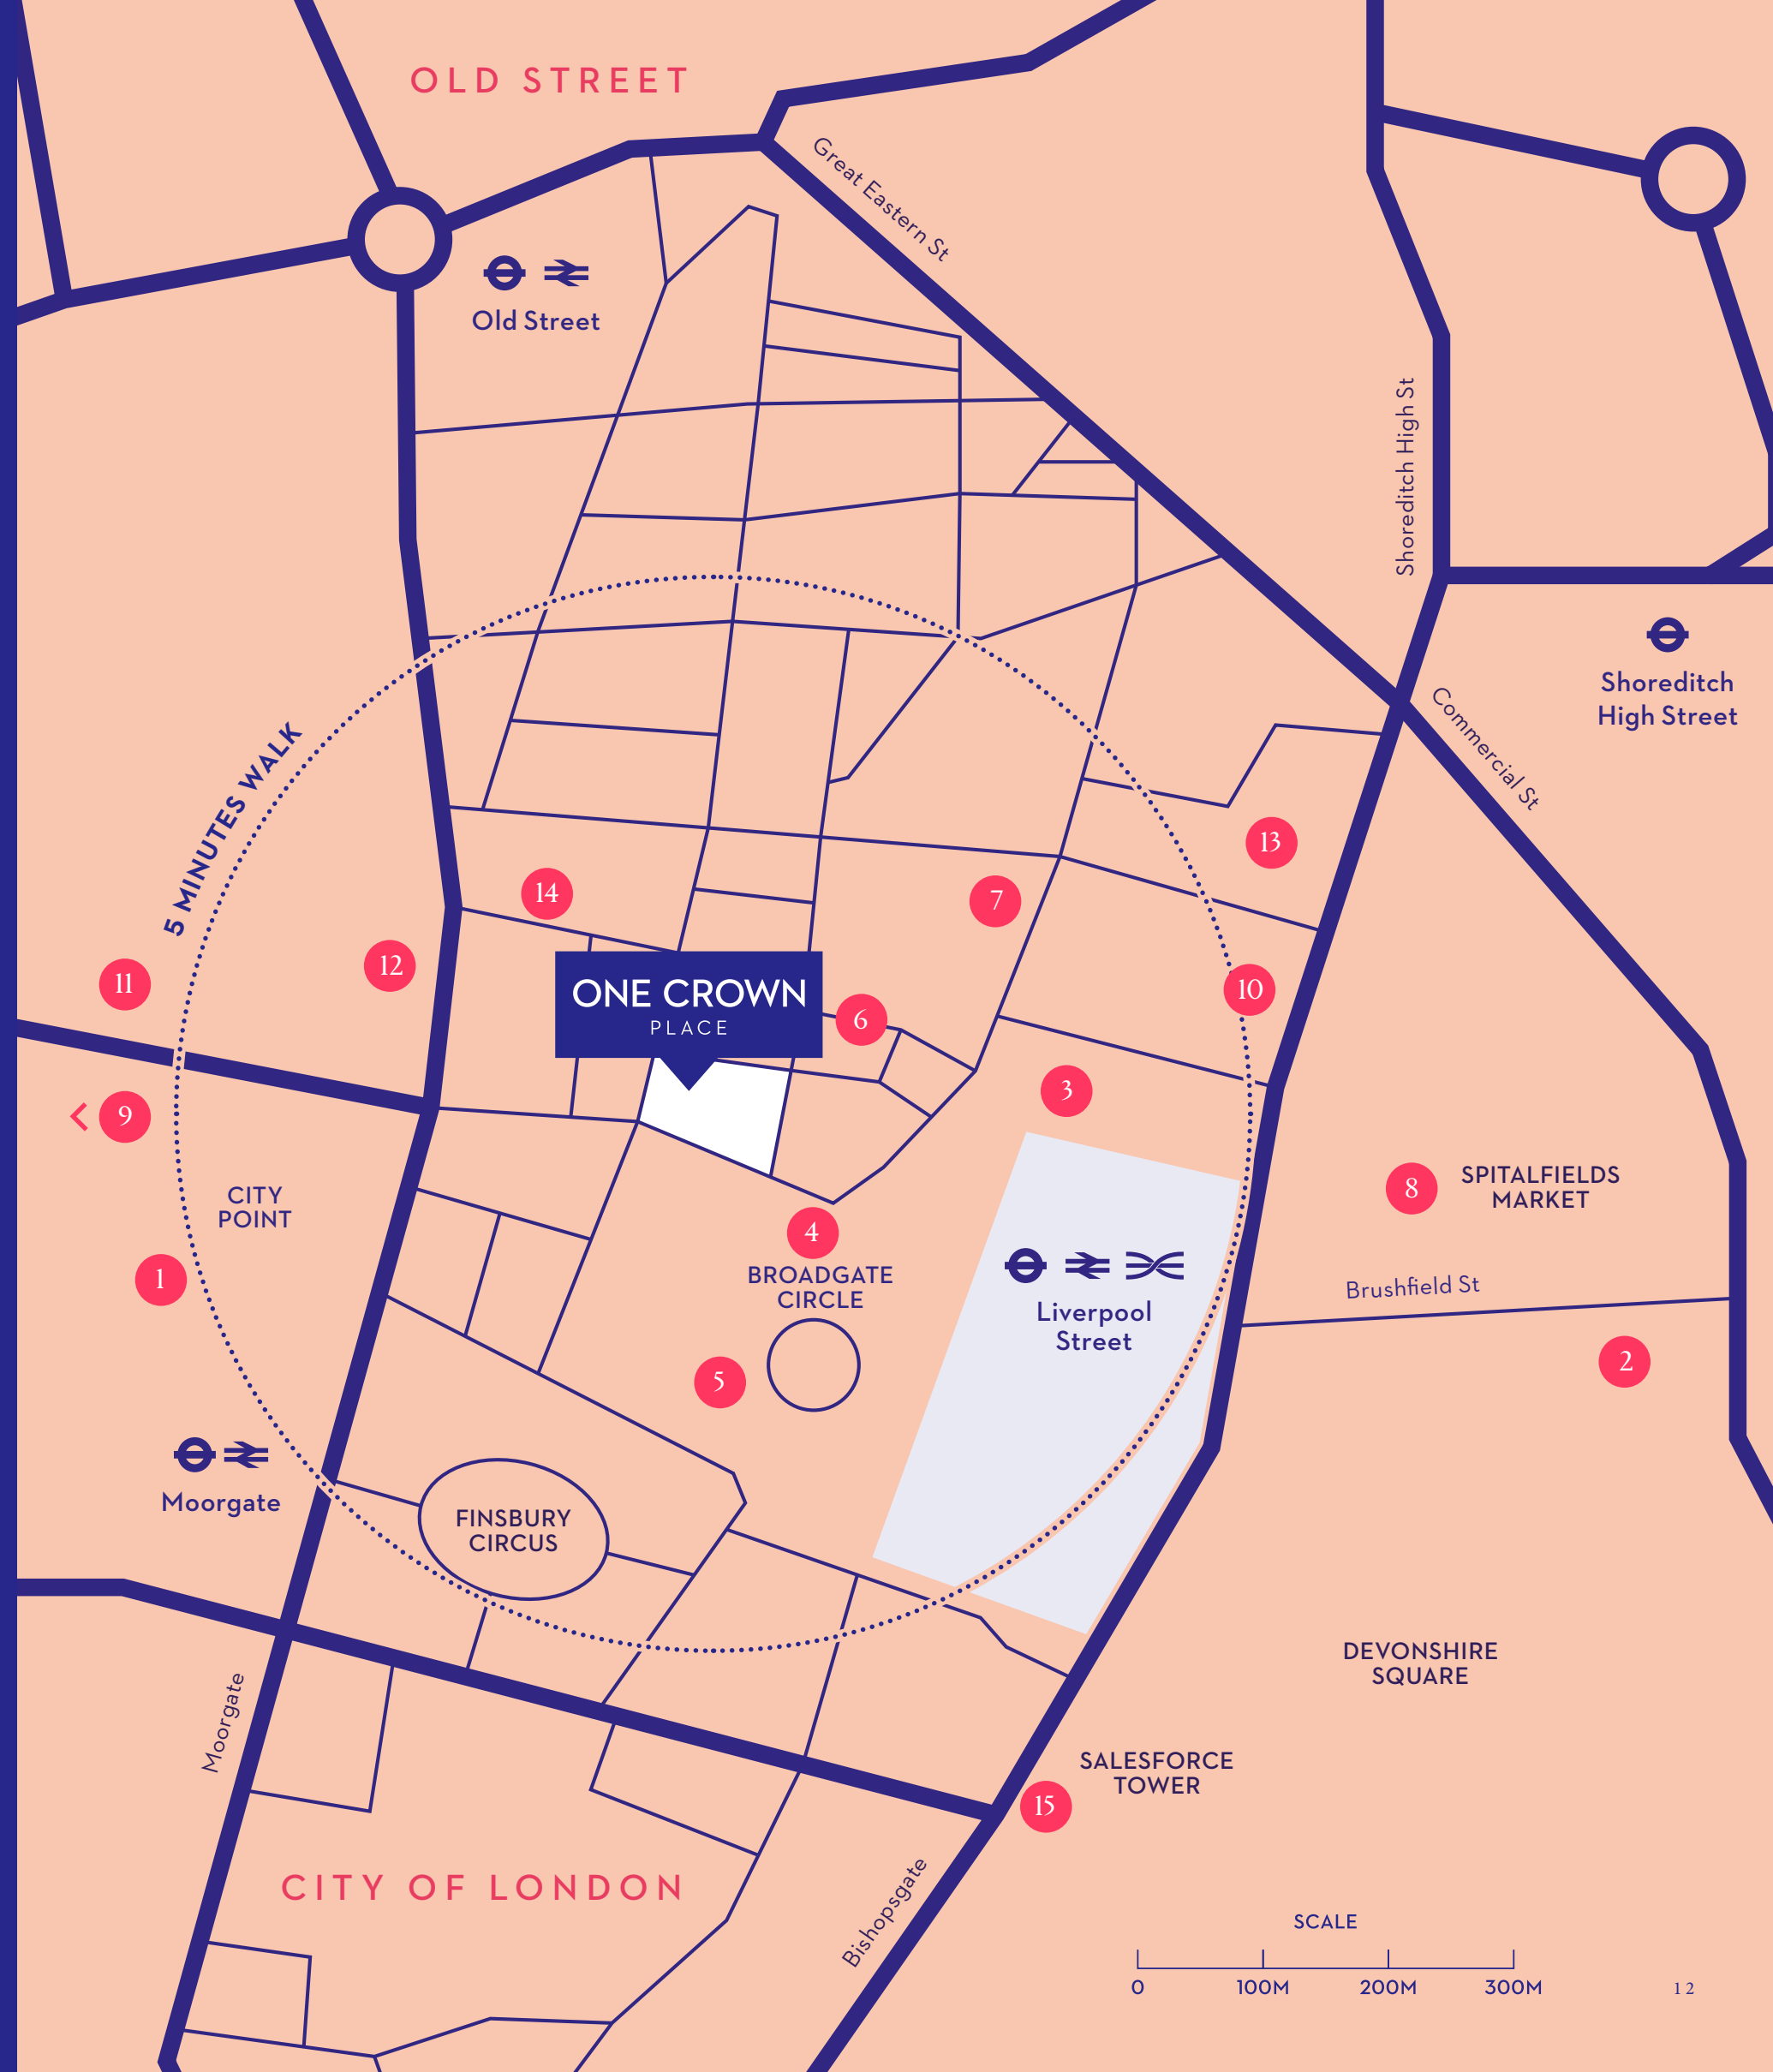 OLD STREET
Great Eastern St
Old Street
Shoreditch High St
Shoreditch
High Street
Commercial St
5 MINUTES WALK
13
14
7
12
11
10
ONE CROWN
PLACE
6
3
9
CITY
POINT
8
SPITALFIELDS
MARKET
4
1
BROADGATE
CIRCLE
Liverpool
Street
Brushfield St
2
5
Moorgate
FINSBURY
CIRCUS
DEVONSHIRE
SQUARE
Moorgate
SALESFORCE
TOWER
15
CITY OF LONDON
Bishopsgate
SCALE
0 100M 200M 300M
12